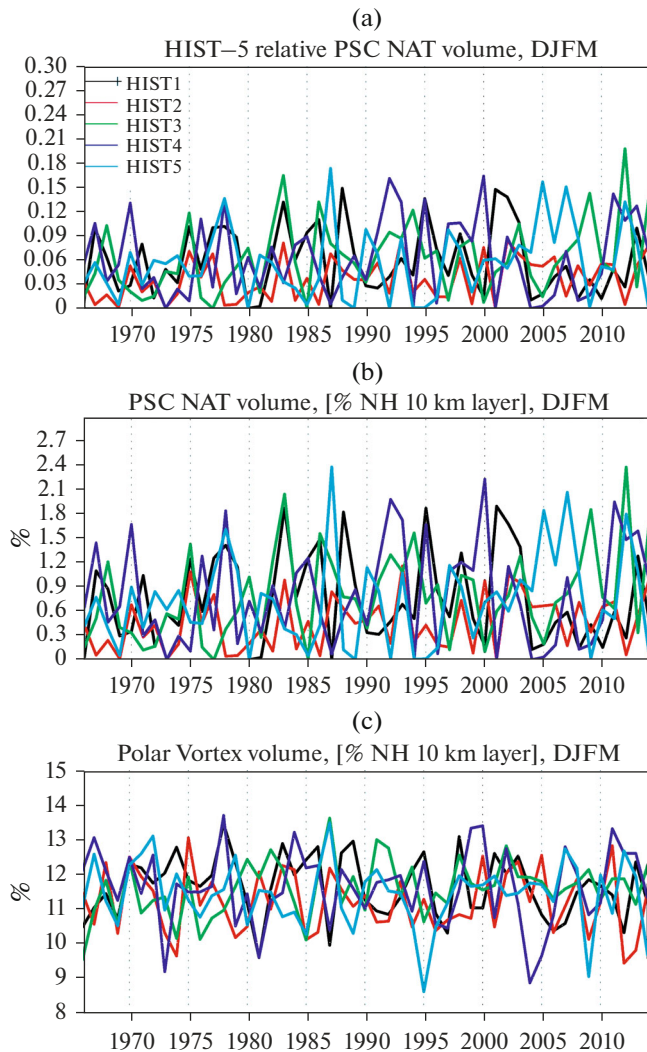 (a)
HIST–5 relative PSC NAT volume, DJFM
0.30
0.27
0.24
0.21
0.18
0.15
0.12
0.09
0.06
0.03
0
HIST1
HIST2
HIST3
HIST4
HIST5
1970 1975 1980 1985 1990 1995 2000 2005 2010
(b)
PSC NAT volume, [% NH 10 km layer], DJFM
2.7
2.4
1.8
1.5
1.2
0.9
0.6
0.3
0
%
1970 1975 1980 1985 1990 1995 2000 2005 2010
(c)
Polar Vortex volume, [% NH 10 km layer], DJFM
15
14
13
12
11
10
9
8
%
1970 1975 1980 1985 1990 1995 2000 2005 2010